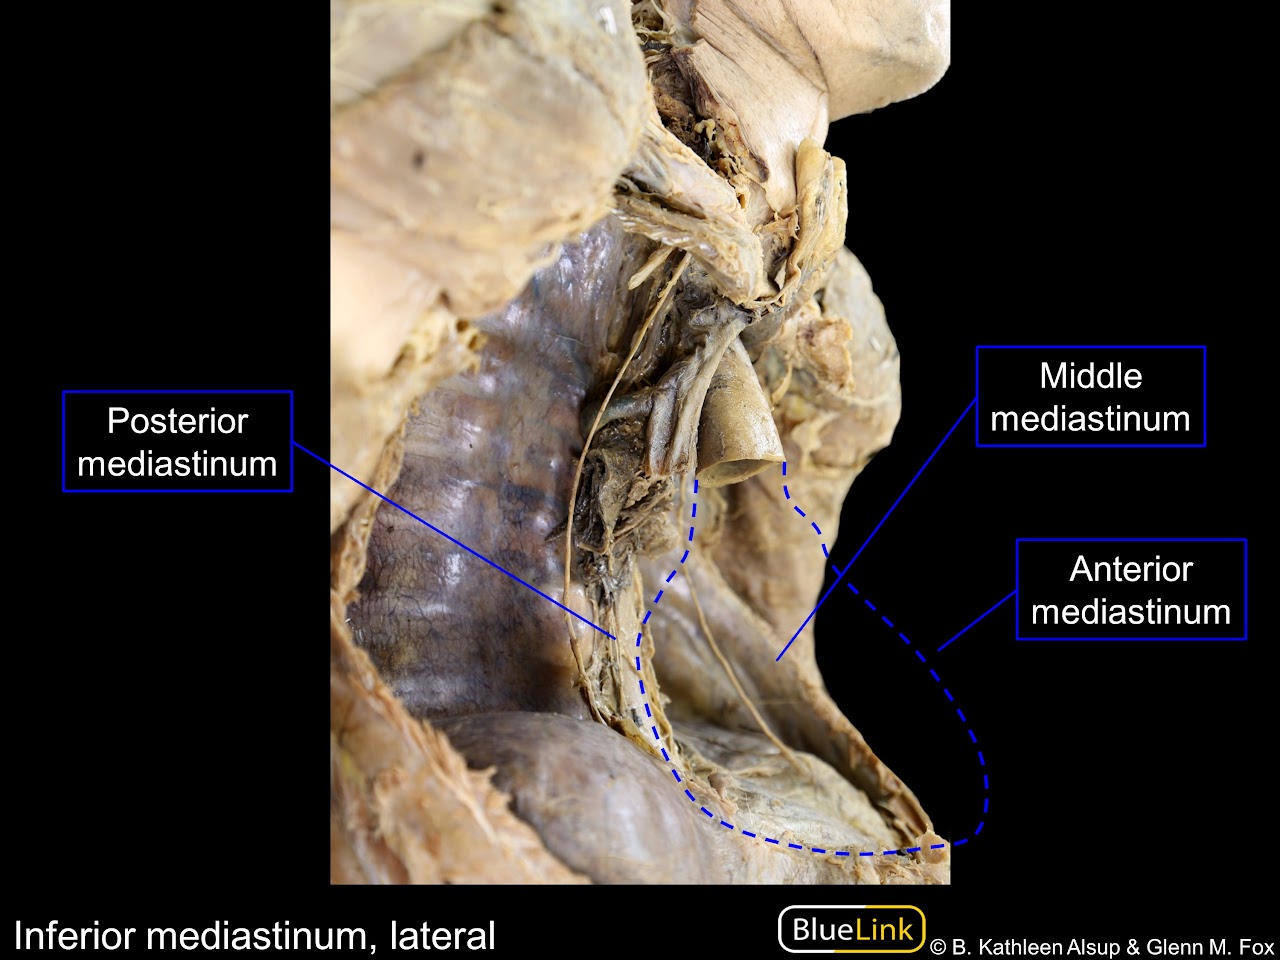 Posterior
mediastinum
Middle
mediastinum
Anterior
mediastinum
Inferior mediastinum, lateral
BlueLink
© B. Kathleen Alsup & Glenn M. Fox